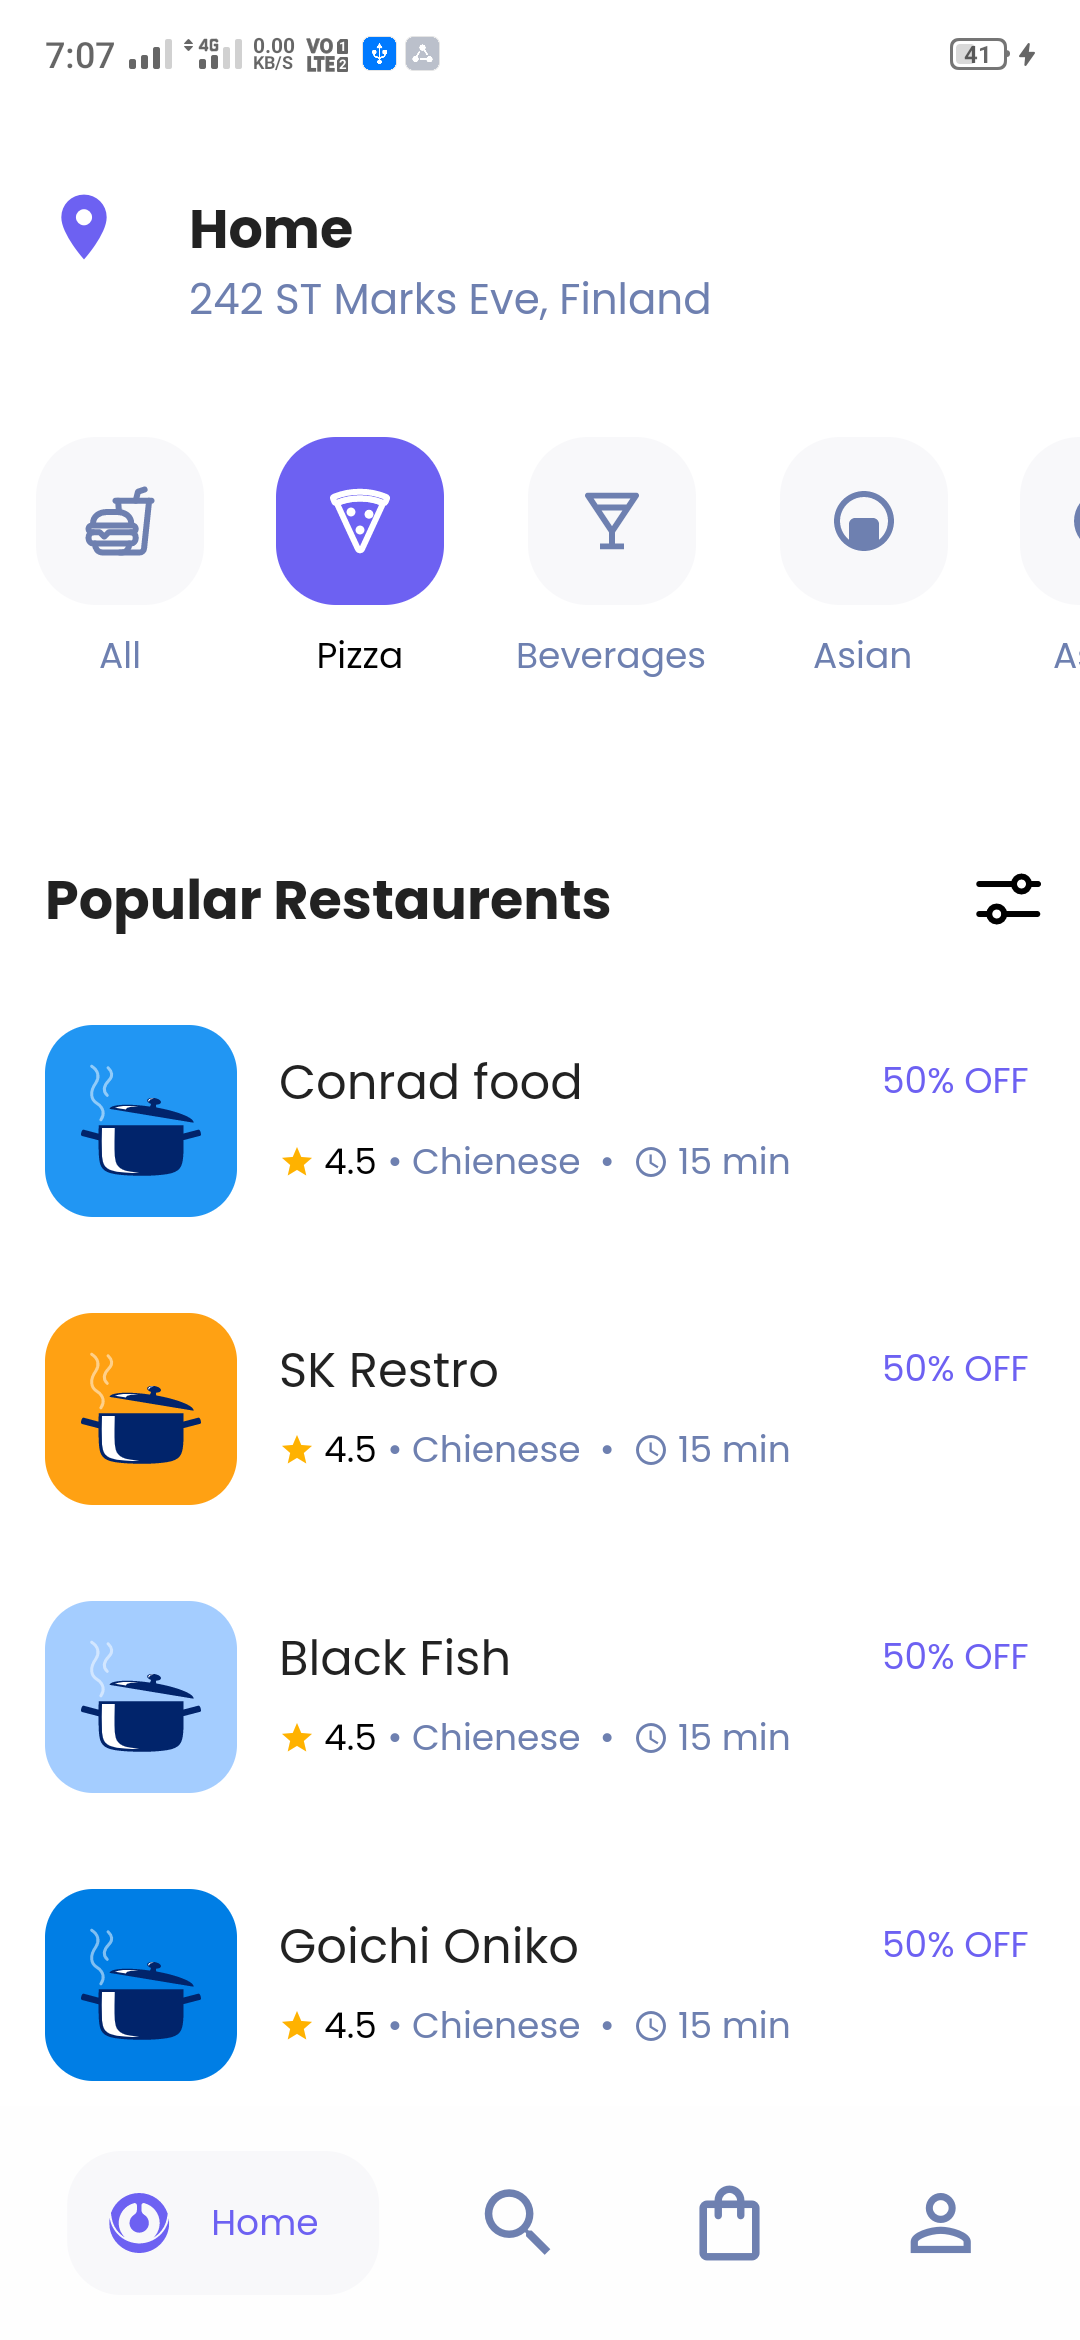 7:07 4G 0.00 KB/S VO LTE 1 2 41
Home
242 ST Marks Eve, Finland
All Pizza Beverages Asian
Popular Restaurents
Conrad food 50% OFF
4.5 • Chienese • 15 min
SK Restro 50% OFF
4.5 • Chienese • 15 min
Black Fish 50% OFF
4.5 • Chienese • 15 min
Goichi Oniko 50% OFF
4.5 • Chienese • 15 min
Home